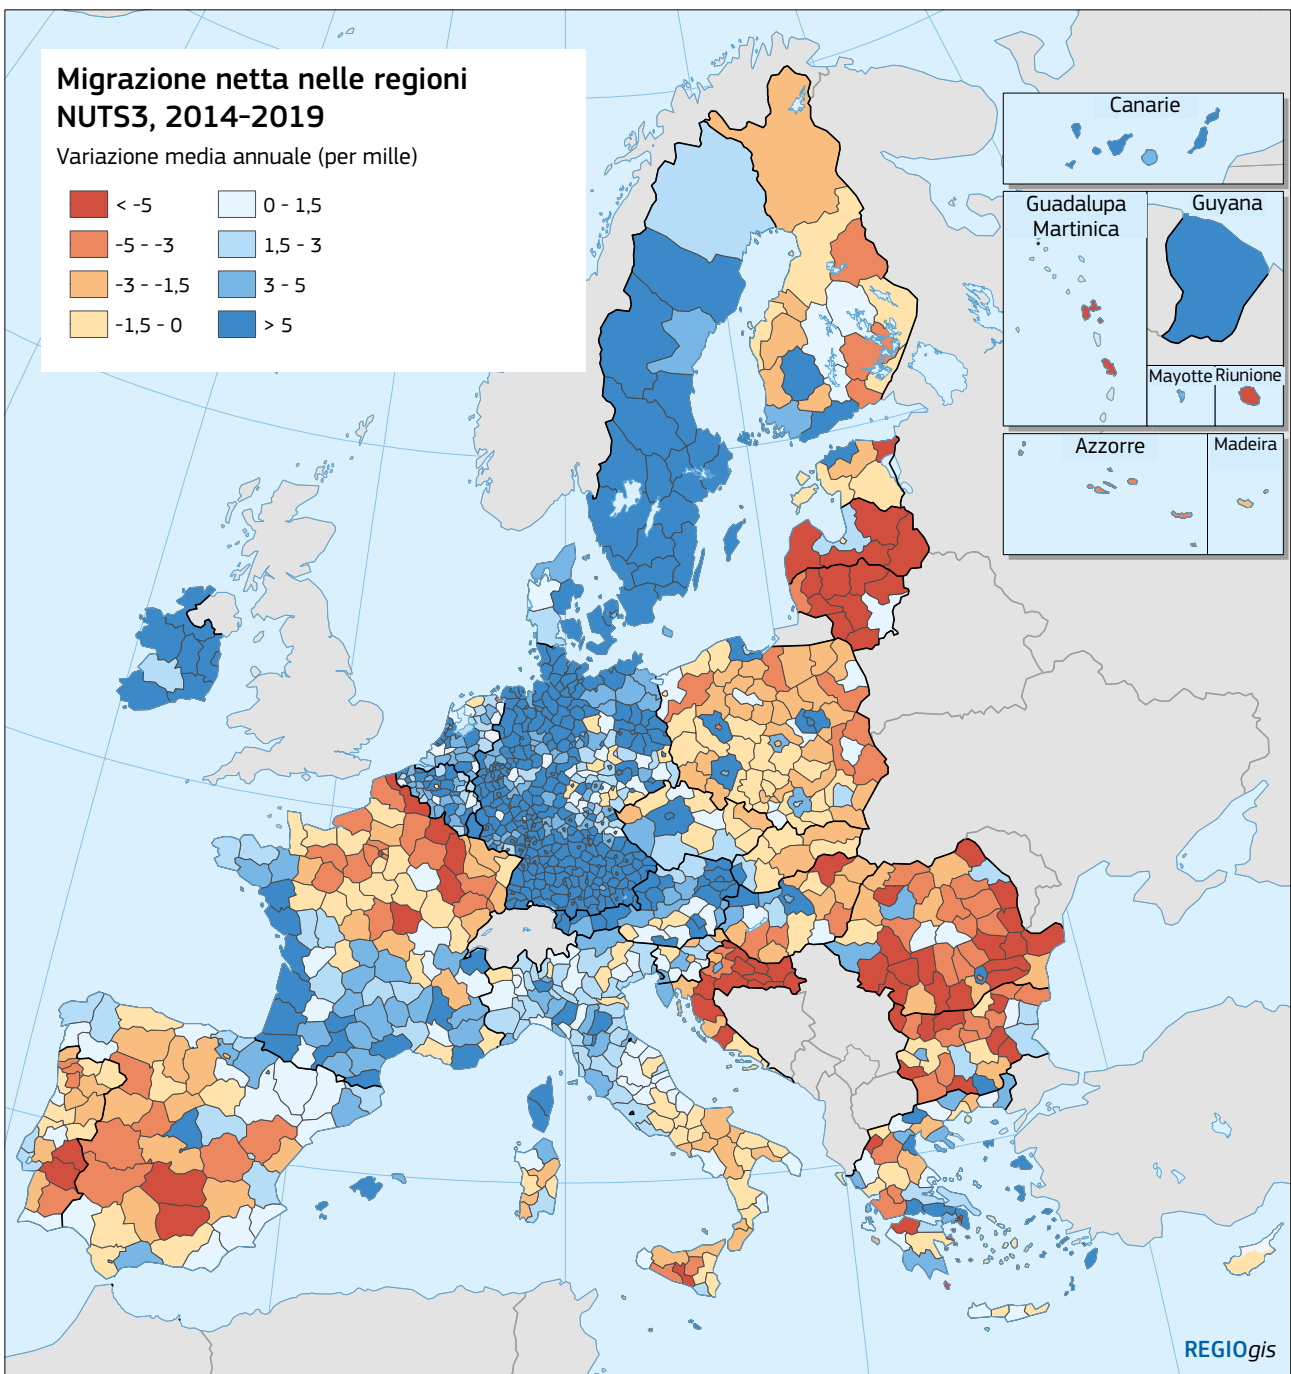 Migrazione netta nelle regioni
NUTS3, 2014-2019
Variazione media annuale (per mille)
< -5
-5 - -3
-3 - -1,5
-1,5 - 0
0 - 1,5
1,5 - 3
3 - 5
> 5
Canarie
Guadalupa
Martinica
Guyana
Mayotte
Riunione
Azzorre
Madeira
REGIOgis